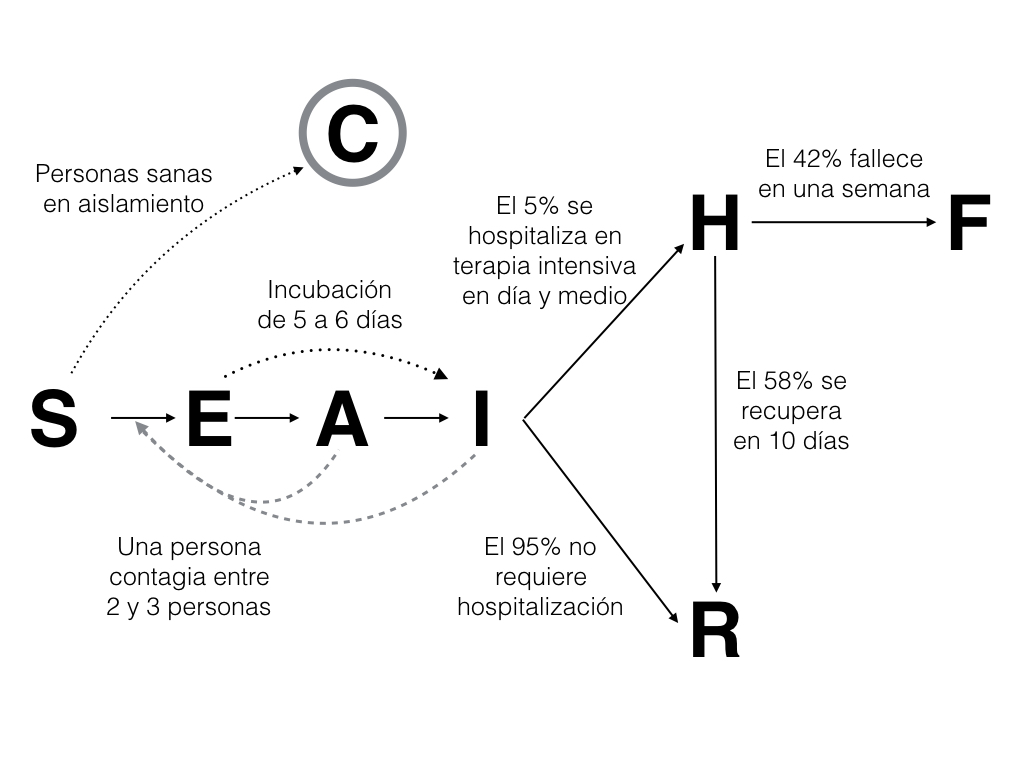 C
Personas sanas
en aislamiento
El 5% se
hospitaliza en
terapia intensiva
en día y medio
H
El 42% fallece
en una semana
F
Incubación
de 5 a 6 días
S
E
A
I
El 58% se
recupera
en 10 días
Una persona
contagia entre
2 y 3 personas
El 95% no
requiere
hospitalización
R